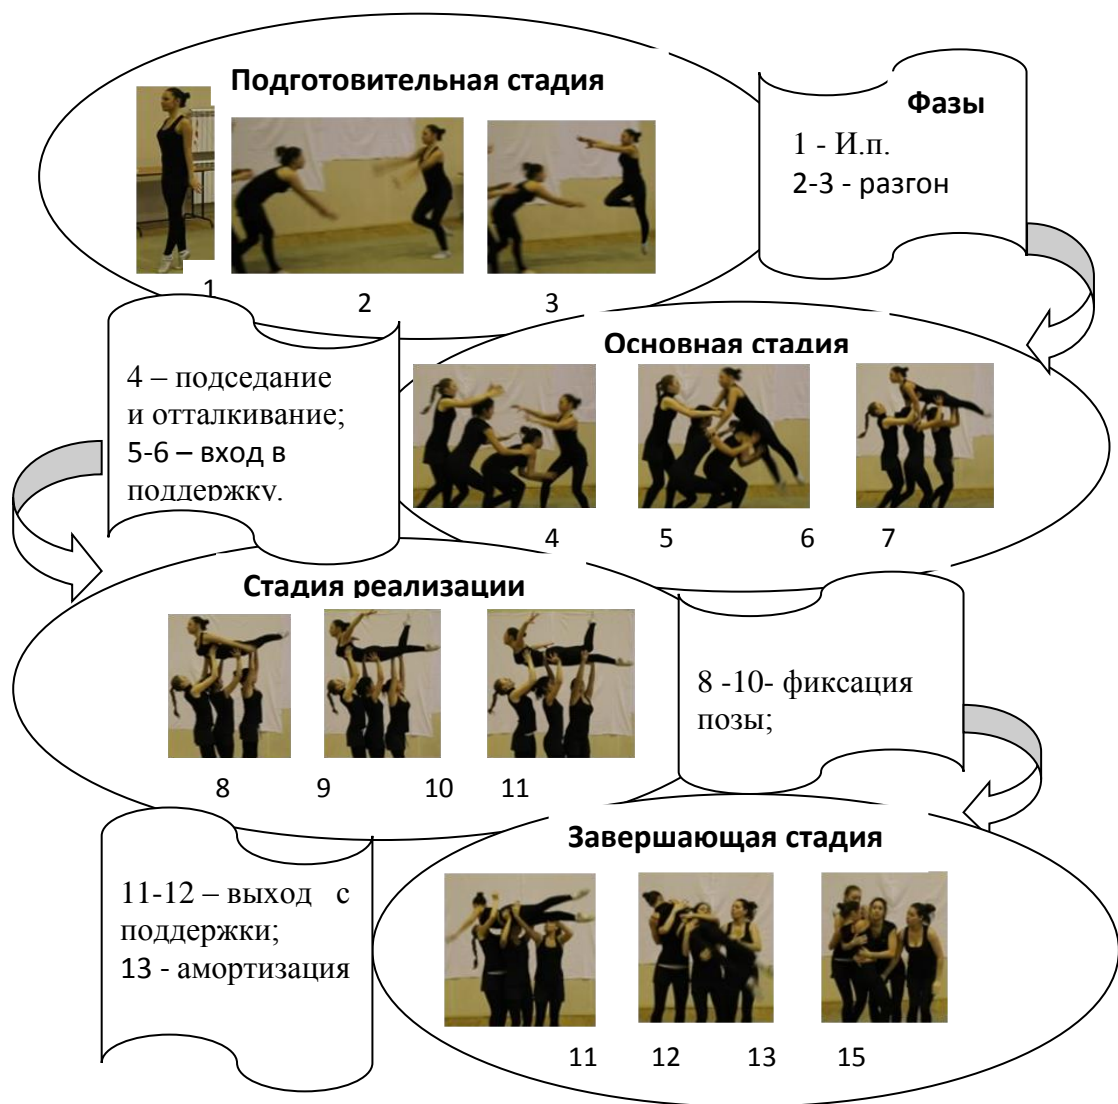 Подготовительная стадия
Фазы
1 - И.п.
2-3 - разгон
1 2 3
Основная стадия
4 – подседание
и отталкивание;
5-6 – вход в
поддержку.
4 5 6 7
Стадия реализации
8 -10- фиксация
позы;
8 9 10 11
Завершающая стадия
11-12 – выход с
поддержки;
13 - амортизация
11 12 13 15